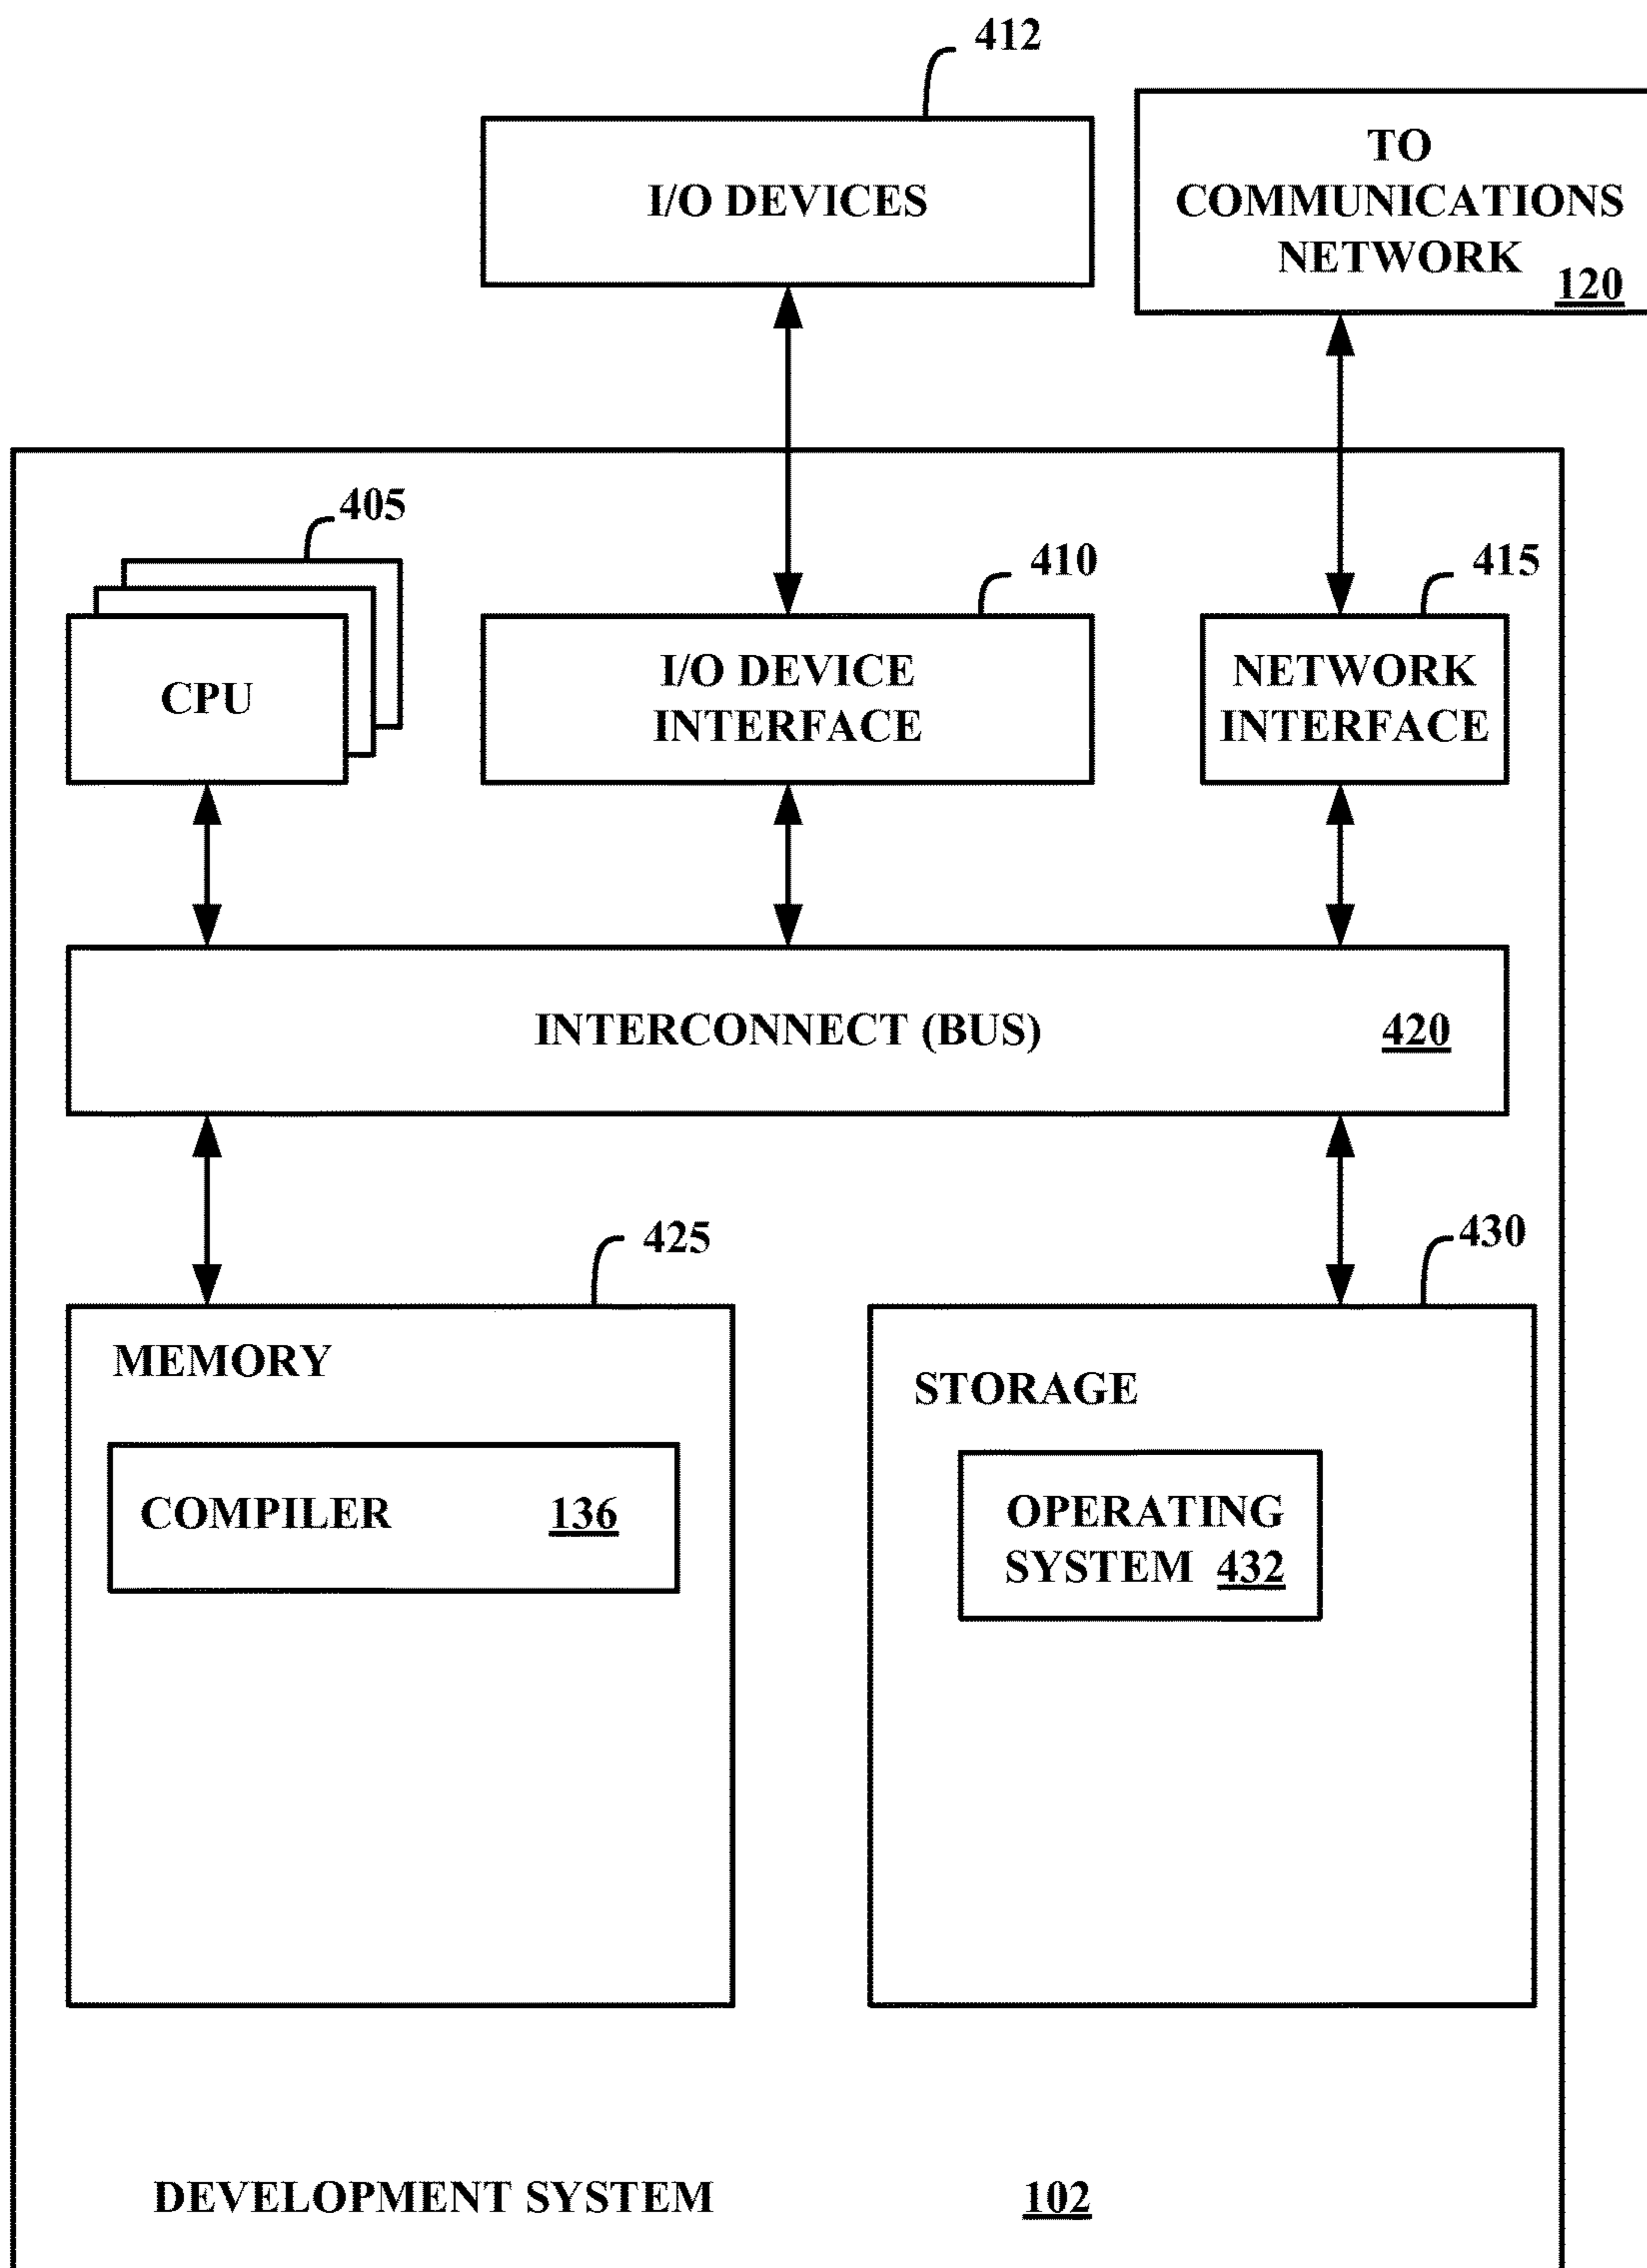 412
I/O DEVICES
TO
COMMUNICATIONS
NETWORK
120
405
410
415
CPU
I/O DEVICE
INTERFACE
NETWORK
INTERFACE
INTERCONNECT (BUS) 420
425
430
MEMORY
STORAGE
COMPILER 136
OPERATING
SYSTEM 432
DEVELOPMENT SYSTEM 102